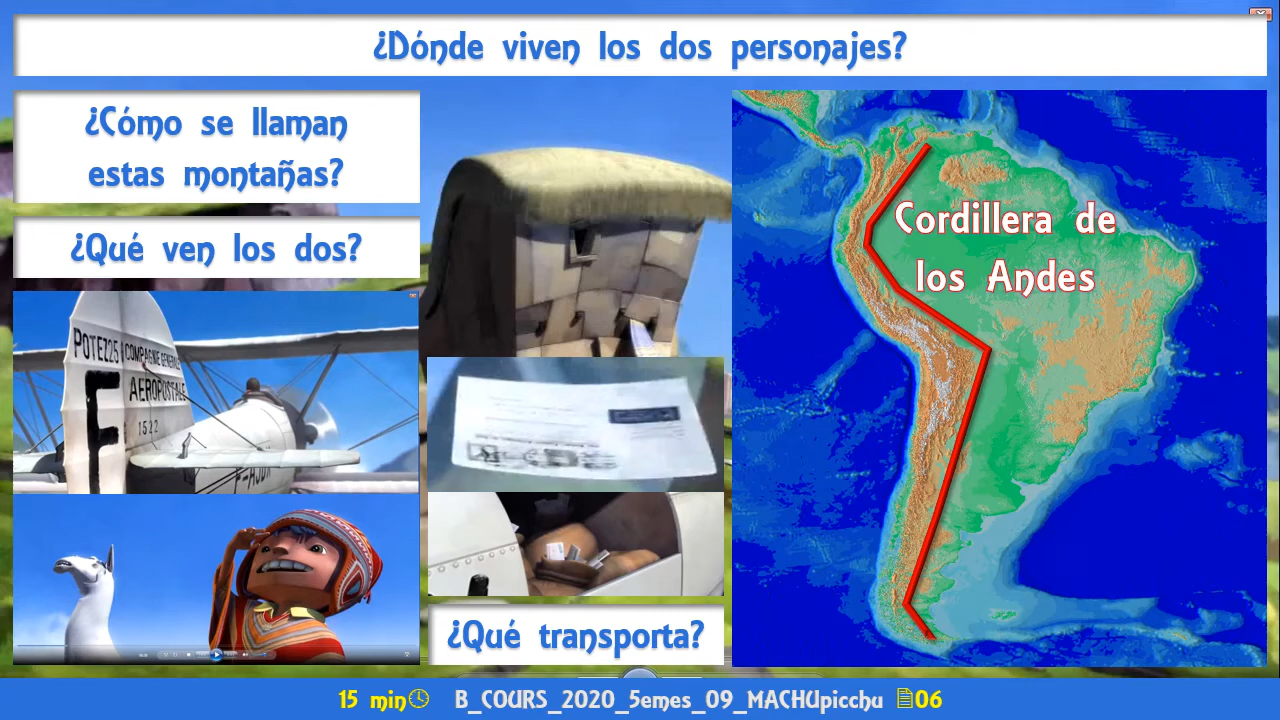 ¿Dónde viven los dos personajes?
¿Cómo se llaman
estas montañas?
¿Qué ven los dos?
POTEZ25
COMPAGNIE GENERALE
AEROPOSTALE
F
1522
Cordillera de
los Andes
¿Qué transporta?
15 min B_COURS_2020_5emes_09_MACHUpicchu 06